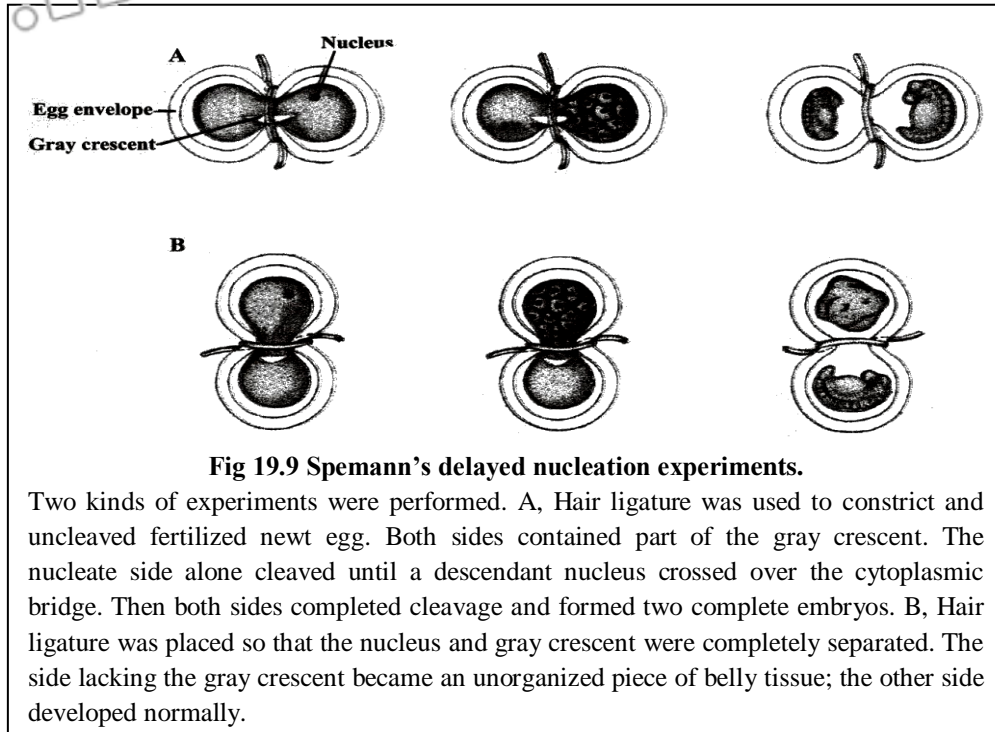 A
Nucleus
Egg envelope
Gray crescent
B
Fig 19.9 Spemann’s delayed nucleation experiments.
Two kinds of experiments were performed. A, Hair ligature was used to constrict and
uncleaved fertilized newt egg. Both sides contained part of the gray crescent. The
nucleate side alone cleaved until a descendant nucleus crossed over the cytoplasmic
bridge. Then both sides completed cleavage and formed two complete embryos. B, Hair
ligature was placed so that the nucleus and gray crescent were completely separated. The
side lacking the gray crescent became an unorganized piece of belly tissue; the other side
developed normally.